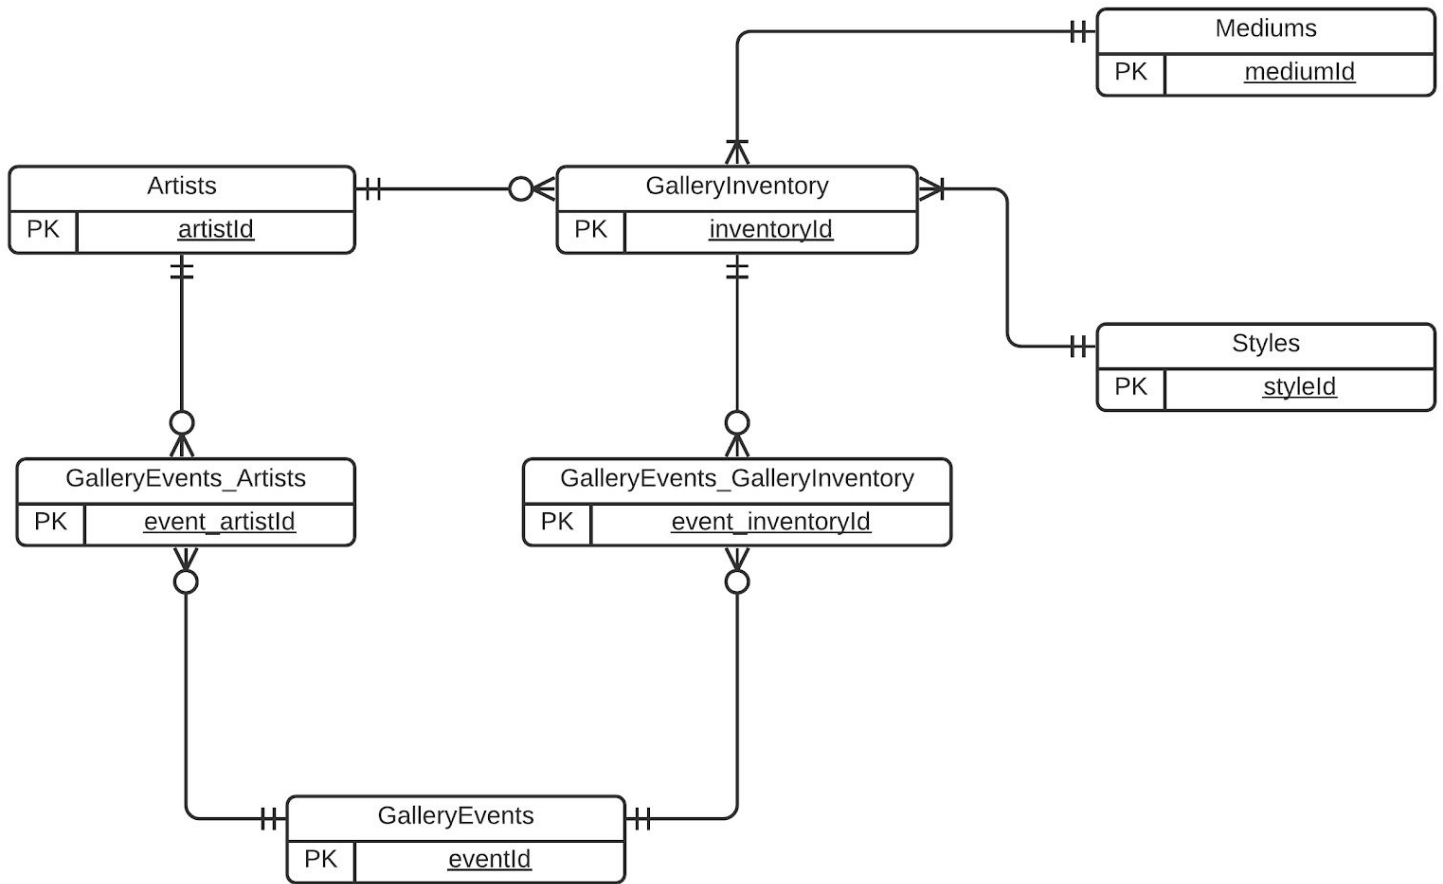 Mediums
PK mediumId
Artists
PK artistId
GalleryInventory
PK inventoryId
Styles
PK styleId
GalleryEvents_Artists
PK event_artistId
GalleryEvents_GalleryInventory
PK event_inventoryId
GalleryEvents
PK eventId